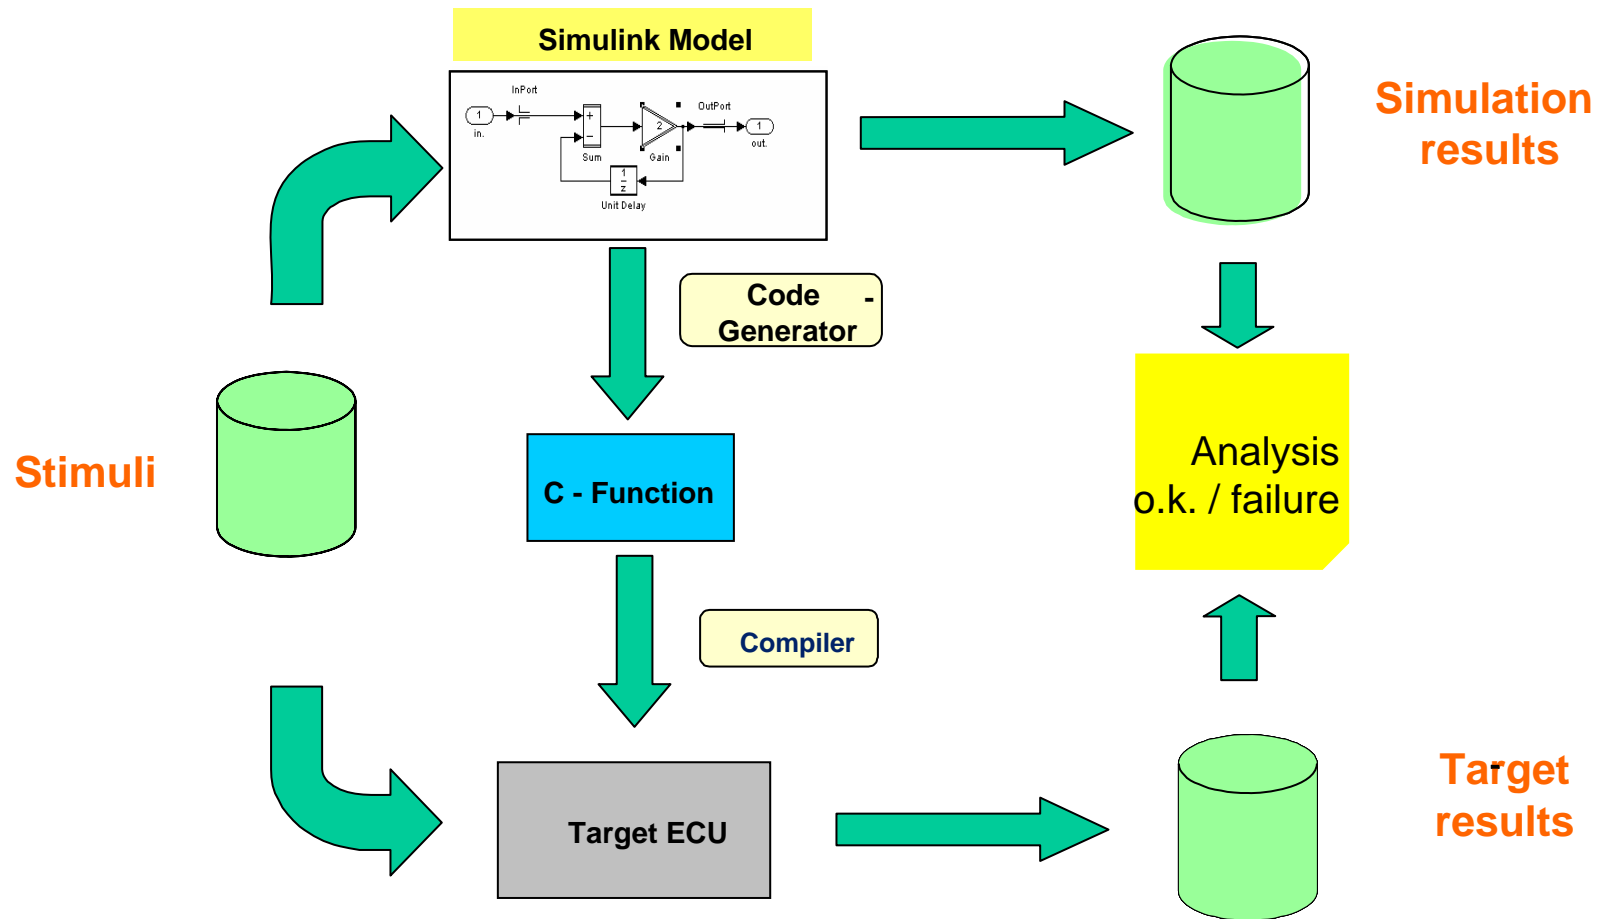 Simulink Model
InPort
1
in.
+
−
Sum
2
Gain
OutPort
1
out.
1
z
Unit Delay
Simulation
results
Code -
Generator
Stimuli
C - Function
Analysis
o.k. / failure
Compiler
Target ECU
Target
-
results